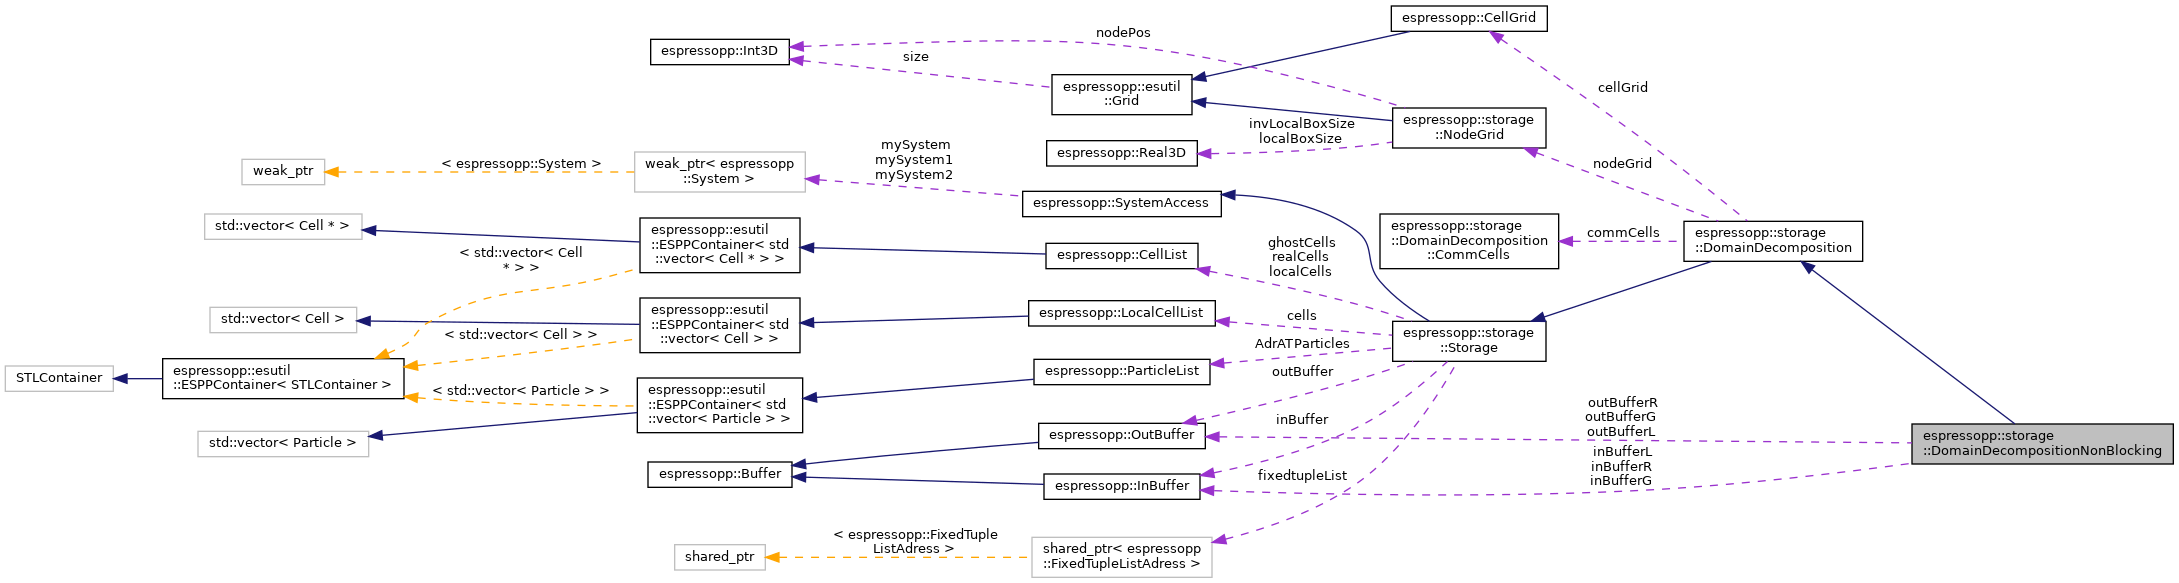 espressopp::CellGrid
nodePos
espressopp::Int3D
size
espressopp::esutil
::Grid
cellGrid
espressopp::storage
::NodeGrid
invLocalBoxSize
localBoxSize
espressopp::Real3D
nodeGrid
mySystem
mySystem1
mySystem2
< espressopp::System >
weak_ptr
weak_ptr< espressopp
::System >
espressopp::SystemAccess
std::vector< Cell * >
espressopp::esutil
::ESPPContainer< std
::vector< Cell * > >
espressopp::storage
::DomainDecomposition
::CommCells
commCells
espressopp::storage
::DomainDecomposition
ghostCells
realCells
localCells
espressopp::CellList
< std::vector< Cell
* > >
std::vector< Cell >
espressopp::esutil
::ESPPContainer< std
::vector< Cell > >
espressopp::LocalCellList
cells
espressopp::storage
::Storage
< std::vector< Cell > >
AdrATParticles
STLContainer
espressopp::esutil
::ESPPContainer< STLContainer >
espressopp::ParticleList
outBuffer
< std::vector< Particle > >
espressopp::esutil
::ESPPContainer< std
::vector< Particle > >
std::vector< Particle >
inBuffer
outBufferR
outBufferG
outBufferL
espressopp::OutBuffer
espressopp::storage
::DomainDecompositionNonBlocking
inBufferL
inBufferR
inBufferG
espressopp::Buffer
espressopp::InBuffer
fixedtupleList
< espressopp::FixedTuple
ListAdress >
shared_ptr
shared_ptr< espressopp
::FixedTupleListAdress >